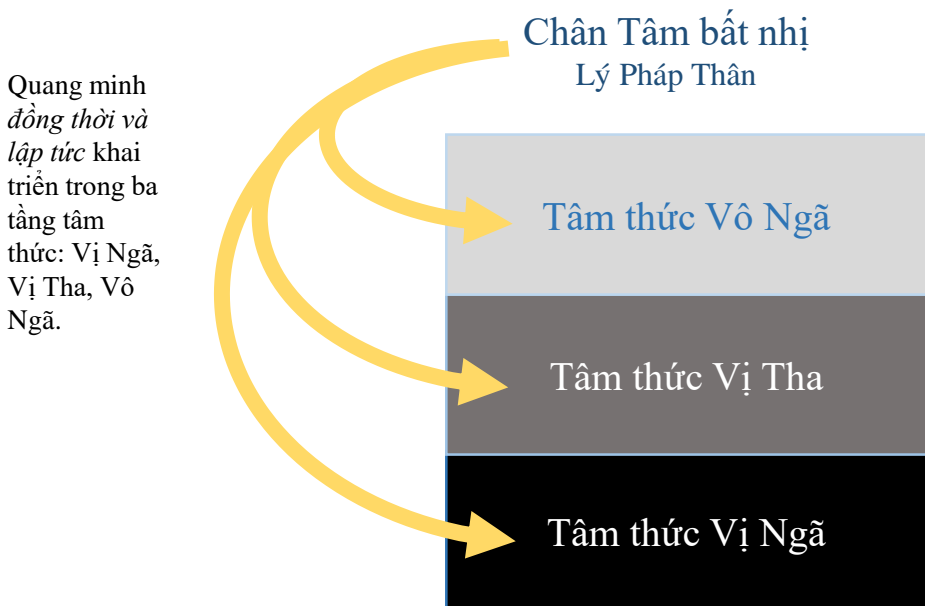 Chân Tâm bất nhị
Lý Pháp Thân
Quang minh
đồng thời và
lập tức khai
triển trong ba
tầng tâm
thức: Vị Ngã,
Vị Tha, Vô
Ngã.
Tâm thức Vô Ngã
Tâm thức Vị Tha
Tâm thức Vị Ngã